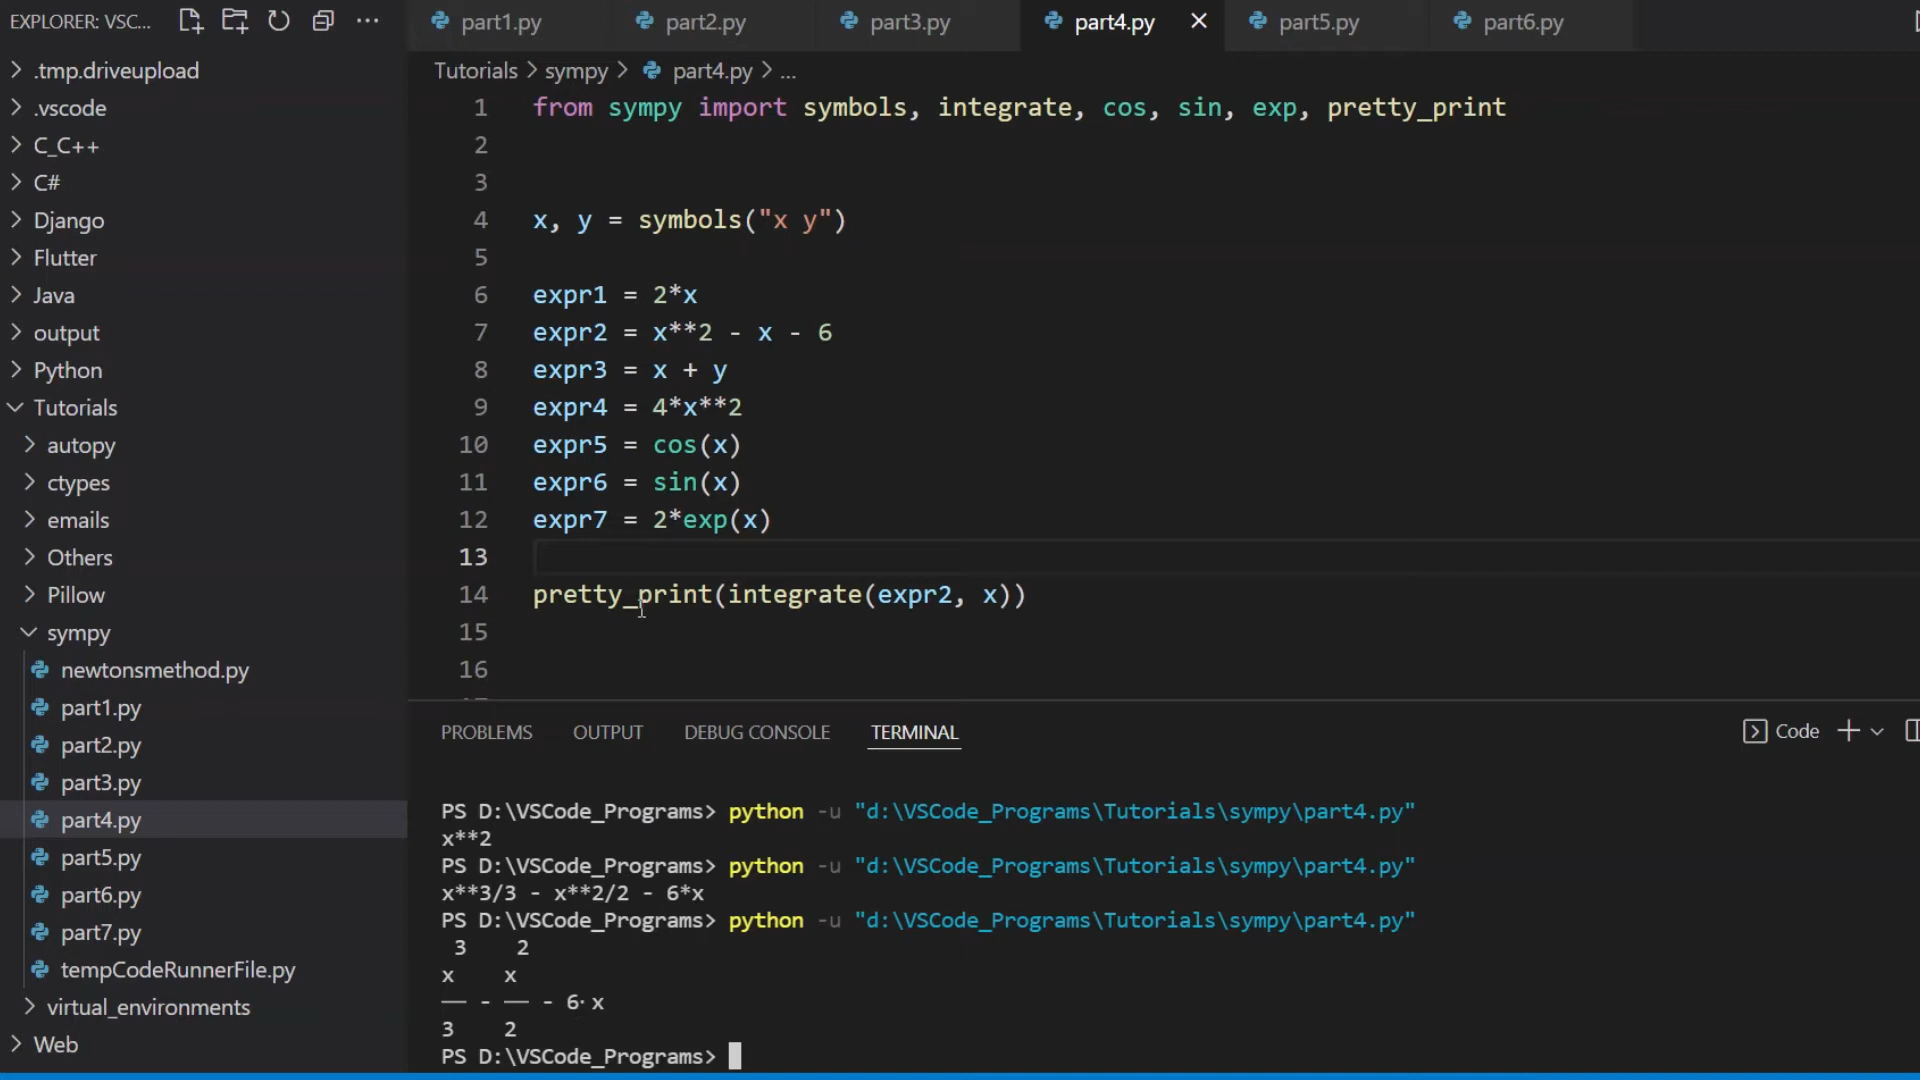 EXPLORER: VSC...
part1.py
part2.py
part3.py
part4.py
part5.py
part6.py
Tutorials > sympy > part4.py > ...
.tmp.driveupload
.vscode
C_C++
C#
Django
Flutter
Java
output
Python
Tutorials
autopy
ctypes
emails
Others
Pillow
sympy
newtonsmethod.py
part1.py
part2.py
part3.py
part4.py
part5.py
part6.py
part7.py
tempCodeRunnerFile.py
virtual_environments
Web
1 from sympy import symbols, integrate, cos, sin, exp, pretty_print
2
3
4 x, y = symbols("x y")
5
6 expr1 = 2*x
7 expr2 = x**2 - x - 6
8 expr3 = x + y
9 expr4 = 4*x**2
10 expr5 = cos(x)
11 expr6 = sin(x)
12 expr7 = 2*exp(x)
13
14 pretty_print(integrate(expr2, x))
15
16
PROBLEMS OUTPUT DEBUG CONSOLE TERMINAL
Code
PS D:\VSCode_Programs> python -u "d:\VSCode_Programs\Tutorials\sympy\part4.py"
x**2
PS D:\VSCode_Programs> python -u "d:\VSCode_Programs\Tutorials\sympy\part4.py"
x**3/3 - x**2/2 - 6*x
PS D:\VSCode_Programs> python -u "d:\VSCode_Programs\Tutorials\sympy\part4.py"
 3    2
x    x
── - ── - 6⋅x
3    2
PS D:\VSCode_Programs>